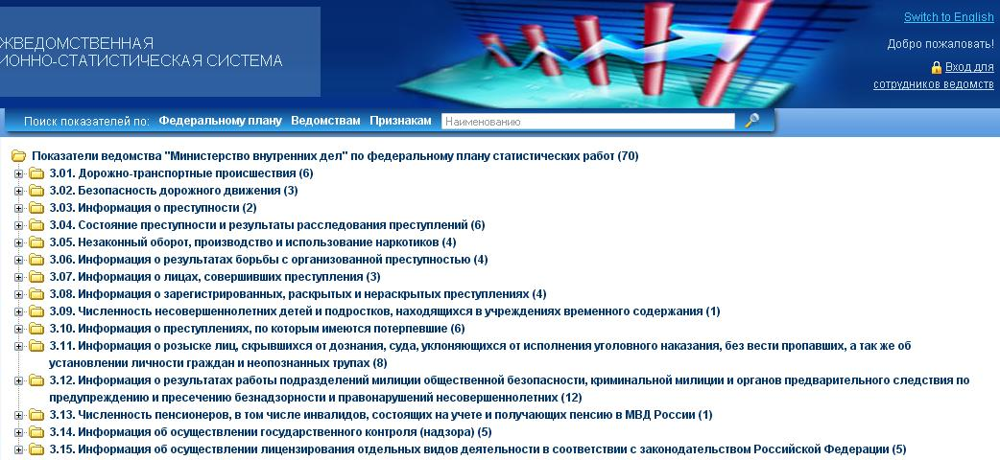 Switch to English
ЖВЕДОМСТВЕННАЯ
ИОННО-СТАТИСТИЧЕСКАЯ СИСТЕМА
Добро пожаловать!
Вход для
сотрудников ведомств
Поиск показателей по: Федеральному плану Ведомствам Признакам Наименованию
Показатели ведомства "Министерство внутренних дел" по федеральному плану статистических работ (70)
3.01. Дорожно-транспортные происшествия (6)
3.02. Безопасность дорожного движения (3)
3.03. Информация о преступности (2)
3.04. Состояние преступности и результаты расследования преступлений (6)
3.05. Незаконный оборот, производство и использование наркотиков (4)
3.06. Информация о результатах борьбы с организованной преступностью (4)
3.07. Информация о лицах, совершивших преступления (3)
3.08. Информация о зарегистрированных, раскрытых и нераскрытых преступлениях (4)
3.09. Численность несовершеннолетних детей и подростков, находящихся в учреждениях временного содержания (1)
3.10. Информация о преступлениях, по которым имеются потерпевшие (6)
3.11. Информация о розыске лиц, скрывшихся от дознания, суда, уклоняющихся от исполнения уголовного наказания, без вести пропавших, а так же об
установлении личности граждан и неопознанных трупах (8)
3.12. Информация о результатах работы подразделений милиции общественной безопасности, криминальной милиции и органов предварительного следствия по
предупреждению и пресечению безнадзорности и правонарушений несовершеннолетних (12)
3.13. Численность пенсионеров, в том числе инвалидов, состоящих на учете и получающих пенсию в МВД России (1)
3.14. Информация об осуществлении государственного контроля (надзора) (5)
3.15. Информация об осуществлении лицензирования отдельных видов деятельности в соответствии с законодательством Российской Федерации (5)